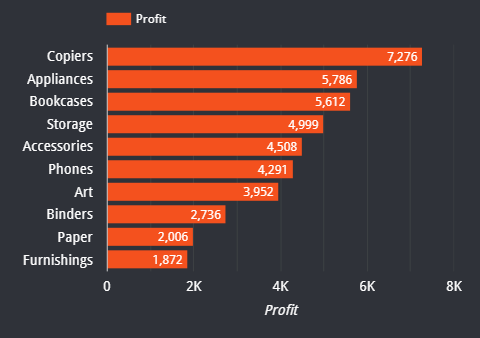 Profit
Copiers 7,276
Appliances 5,786
Bookcases 5,612
Storage 4,999
Accessories 4,508
Phones 4,291
Art 3,952
Binders 2,736
Paper 2,006
Furnishings 1,872
0 2K 4K 6K 8K
Profit